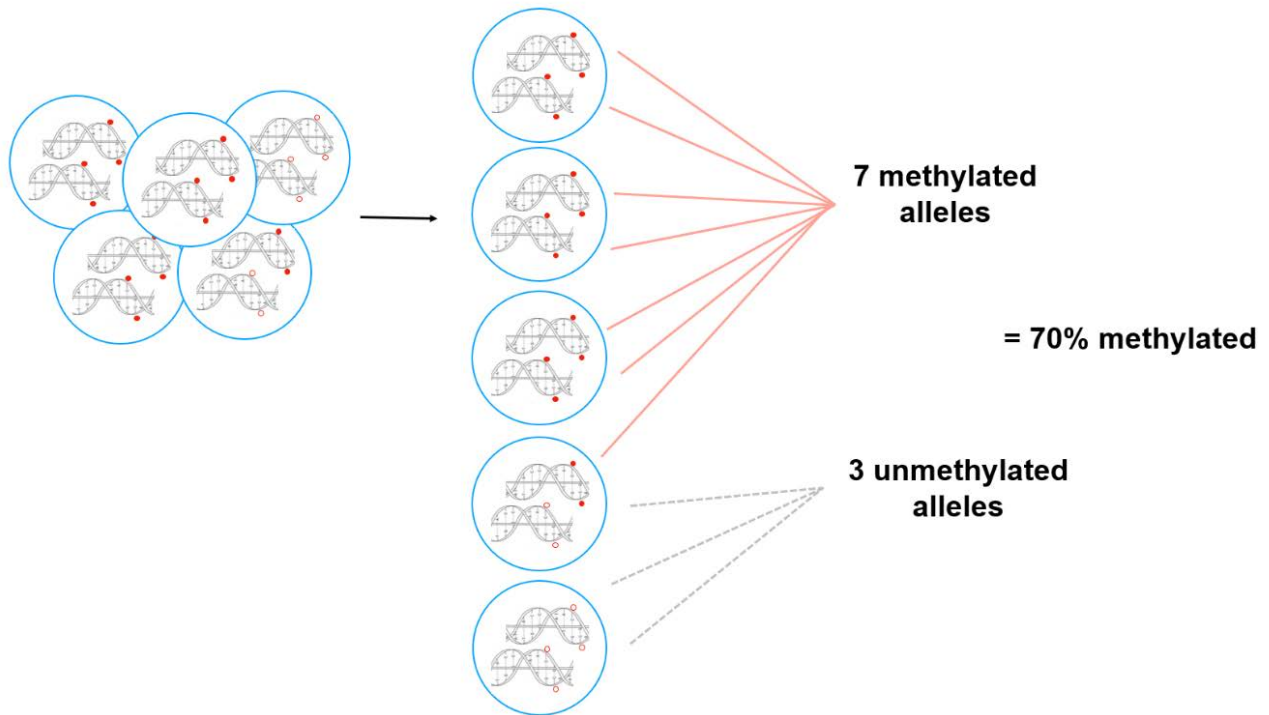 7 methylated
alleles
= 70% methylated
3 unmethylated
alleles